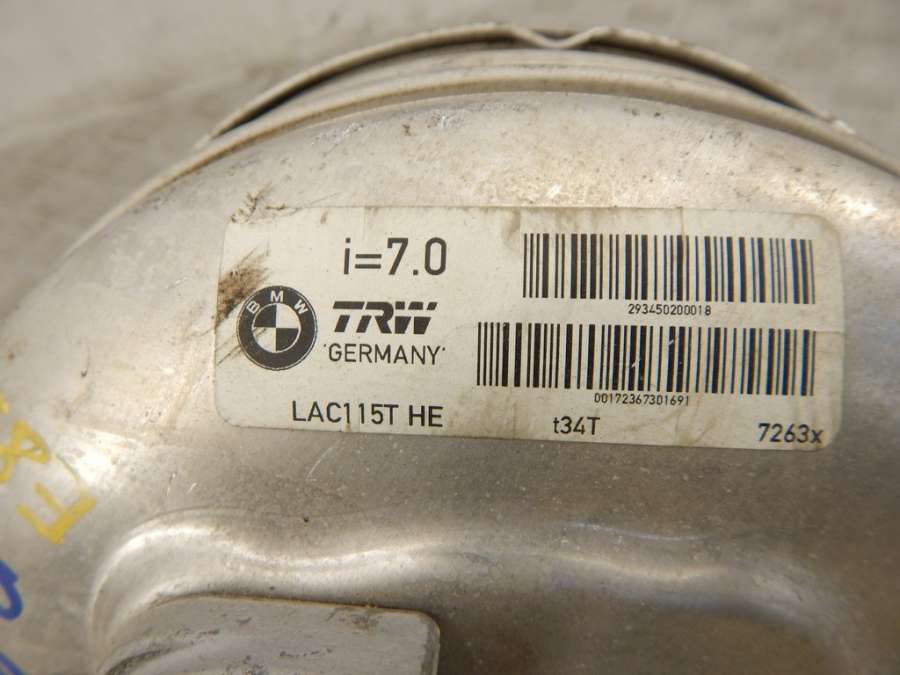 i=7.0
293450200018
BMW
TRW
GERMANY
00172367301691
LAC115T HE
t34T
7263x